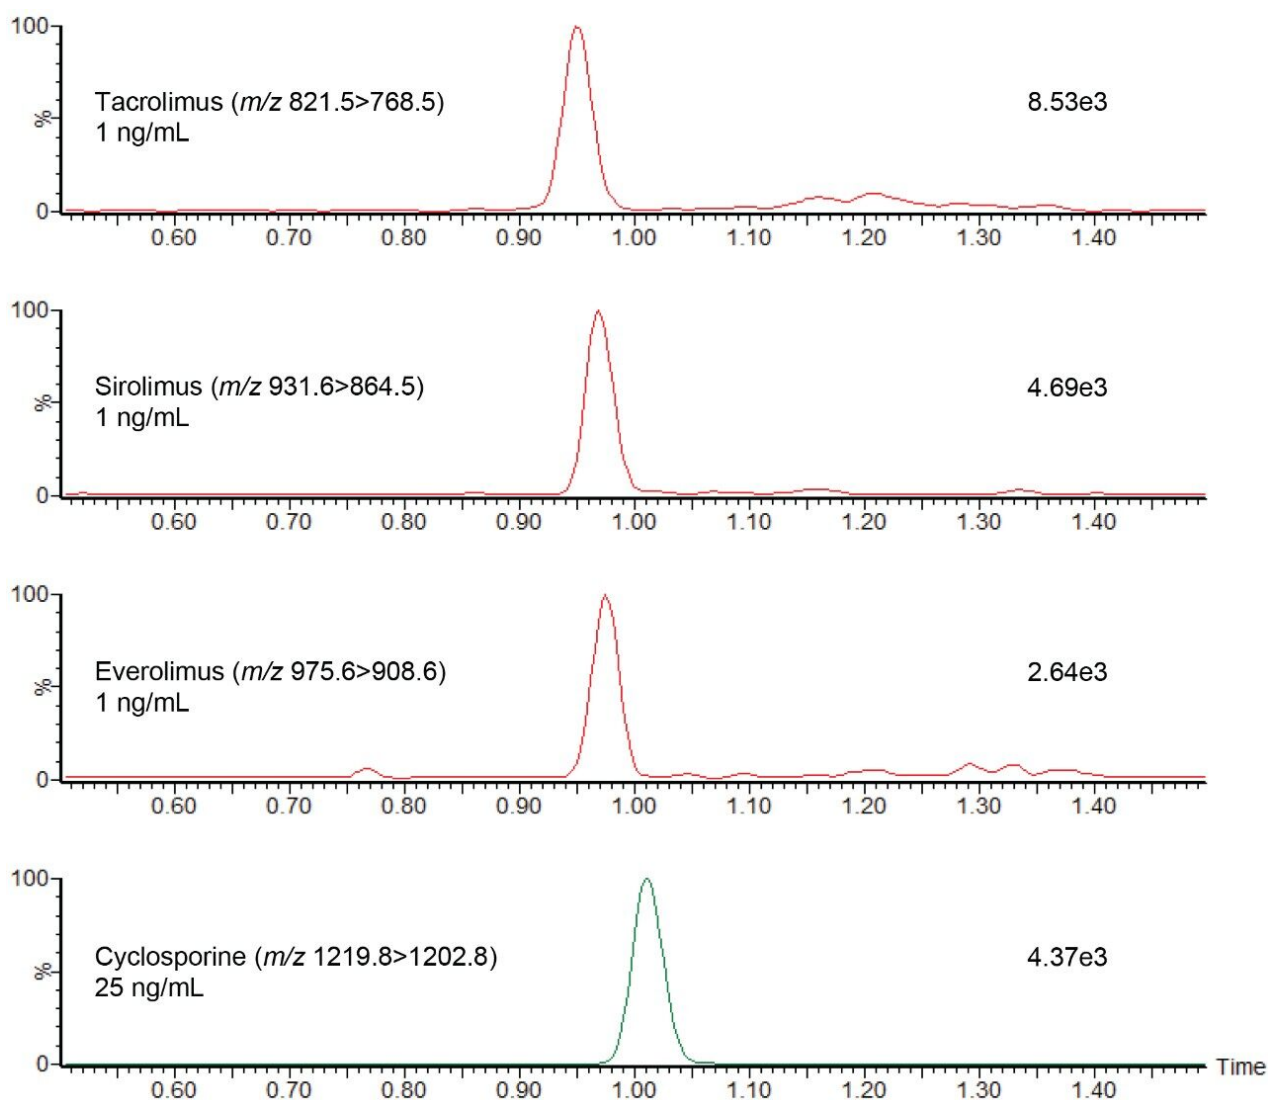 100
Tacrolimus (m/z 821.5>768.5) 8.53e3
%
1 ng/mL
0
0.60 0.70 0.80 0.90 1.00 1.10 1.20 1.30 1.40
100
Sirolimus (m/z 931.6>864.5) 4.69e3
%
1 ng/mL
0
0.60 0.70 0.80 0.90 1.00 1.10 1.20 1.30 1.40
100
Everolimus (m/z 975.6>908.6) 2.64e3
%
1 ng/mL
0
0.60 0.70 0.80 0.90 1.00 1.10 1.20 1.30 1.40
100
Cyclosporine (m/z 1219.8>1202.8) 4.37e3
%
25 ng/mL
0 Time
0.60 0.70 0.80 0.90 1.00 1.10 1.20 1.30 1.40